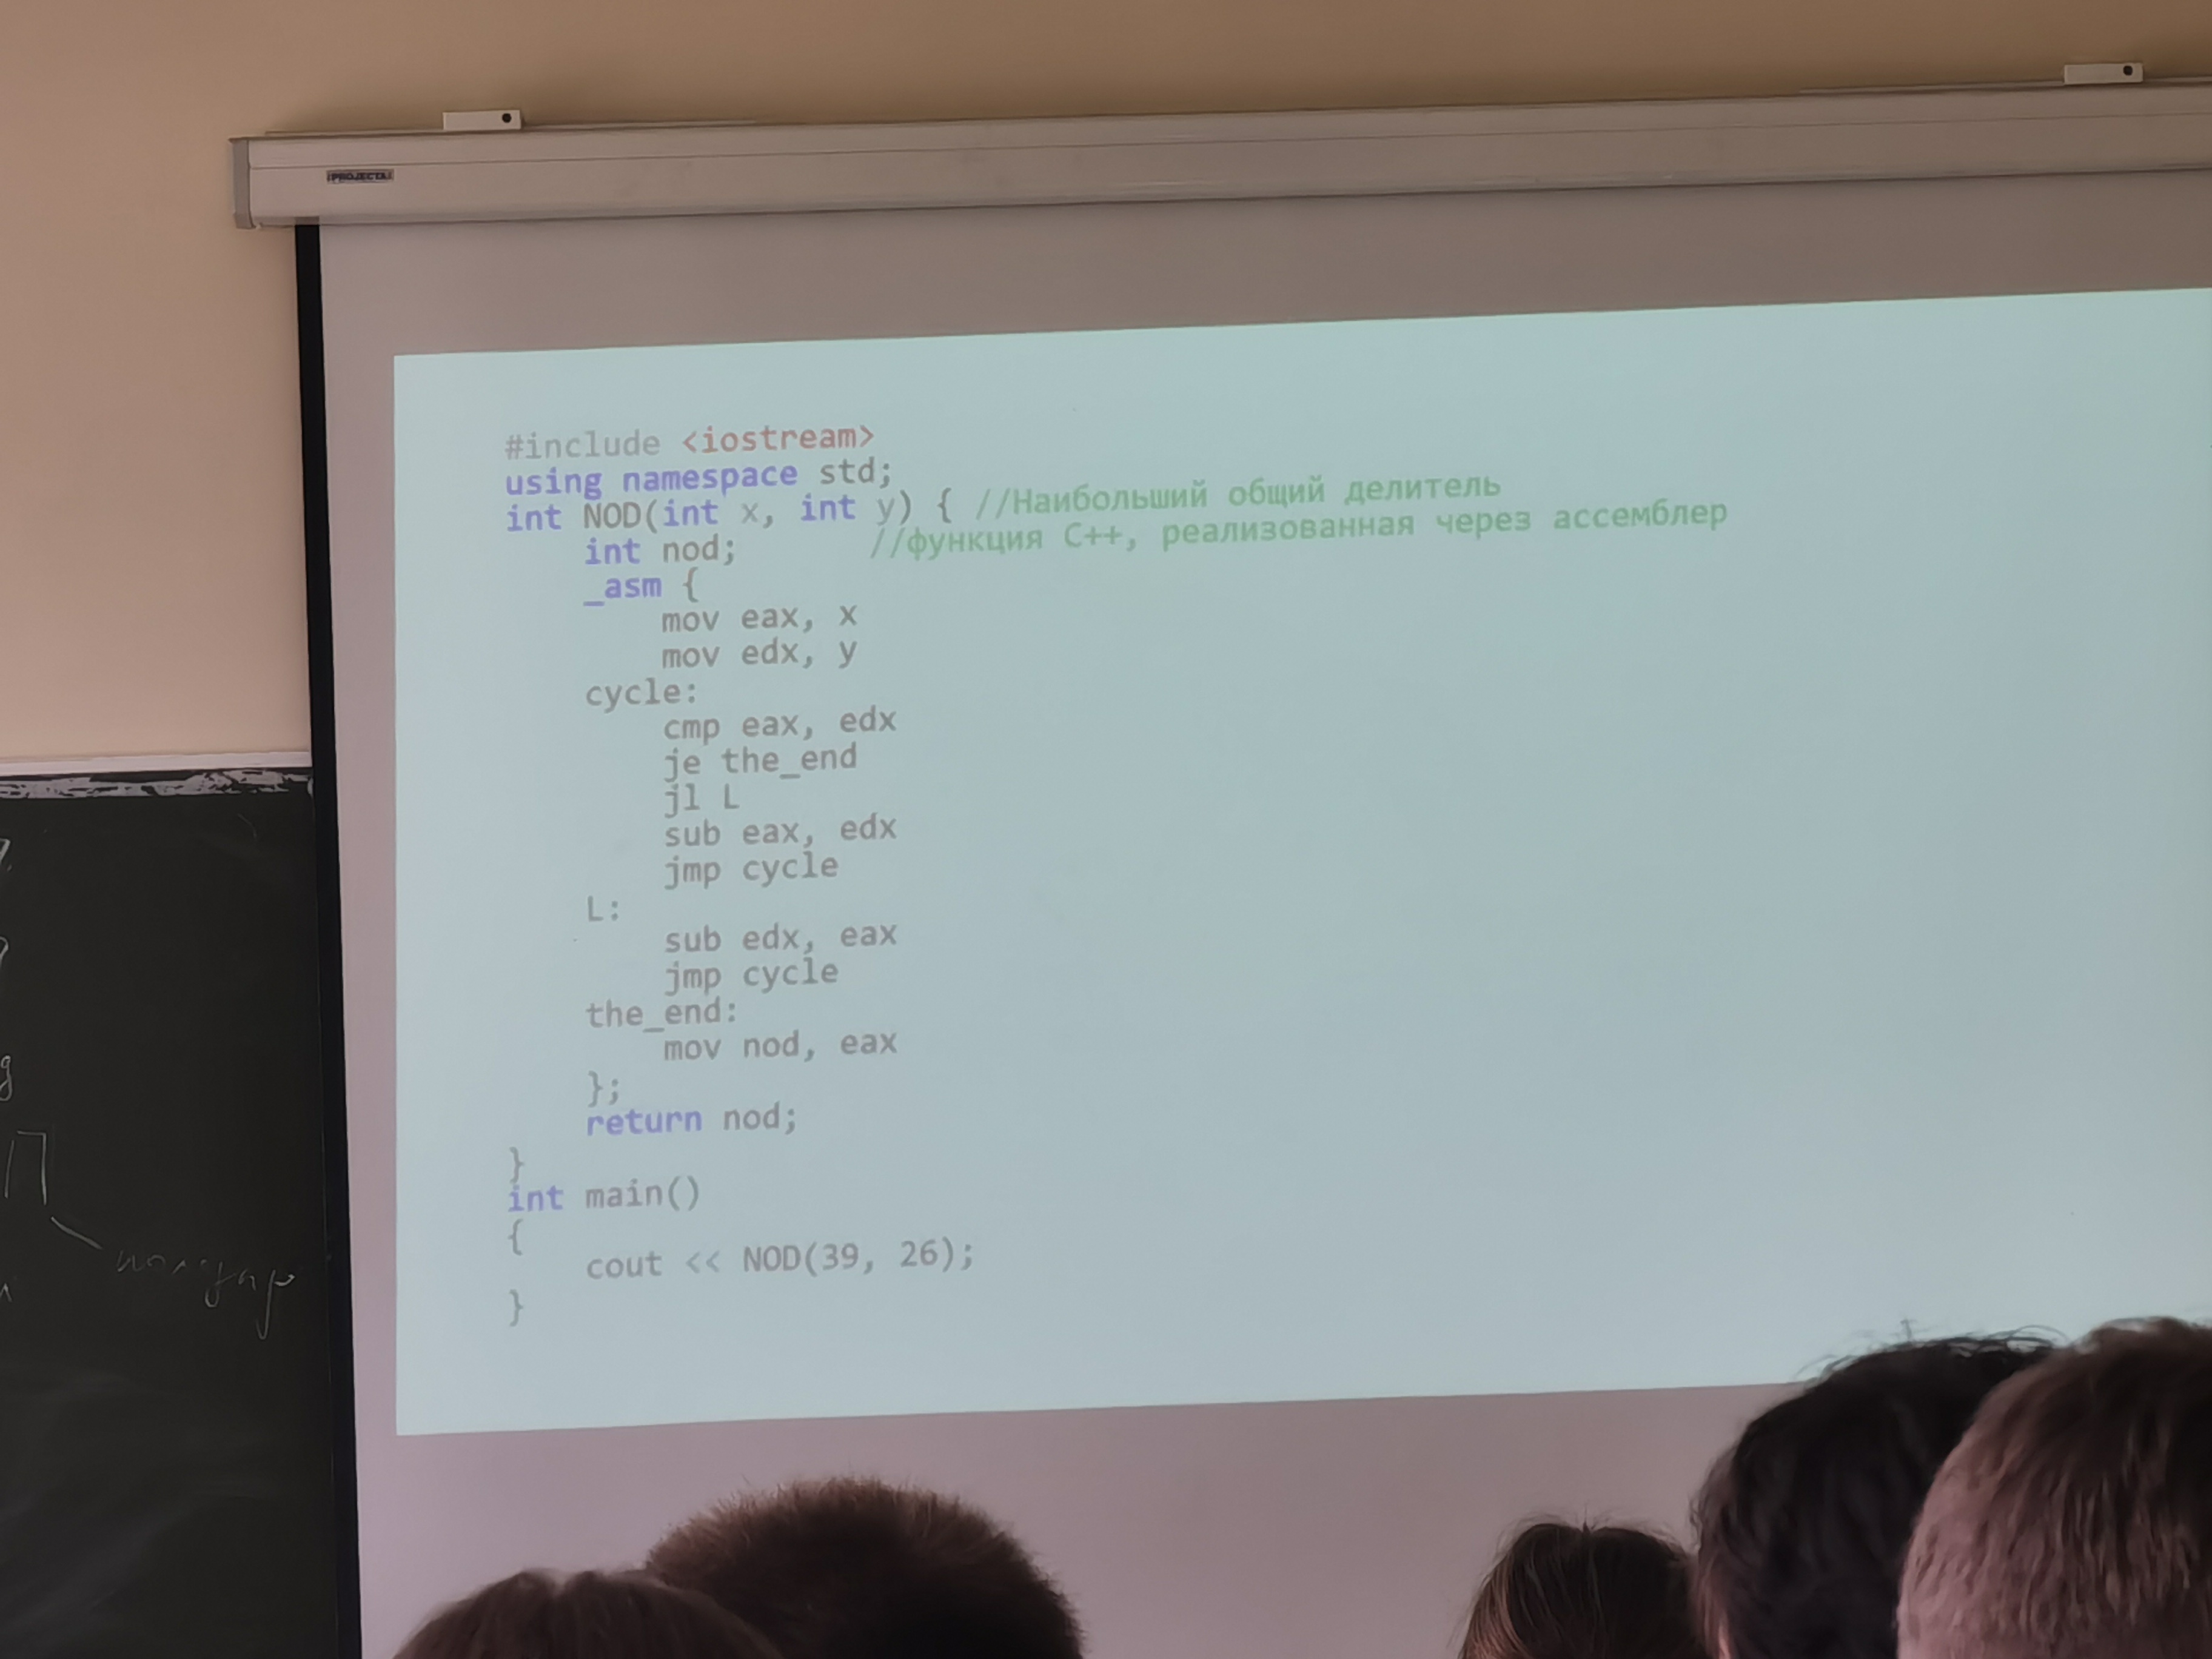 PROJECTA
#include <iostream>
using namespace std;
int NOD(int x, int y) { //Наибольший общий делитель
int nod; //функция C++, реализованная через ассемблер
_asm {
mov eax, x
mov edx, y
cycle:
cmp eax, edx
je the_end
jl L
sub eax, edx
jmp cycle
L:
sub edx, eax
jmp cycle
the_end:
mov nod, eax
};
return nod;
}
int main()
{
cout << NOD(39, 26);
}